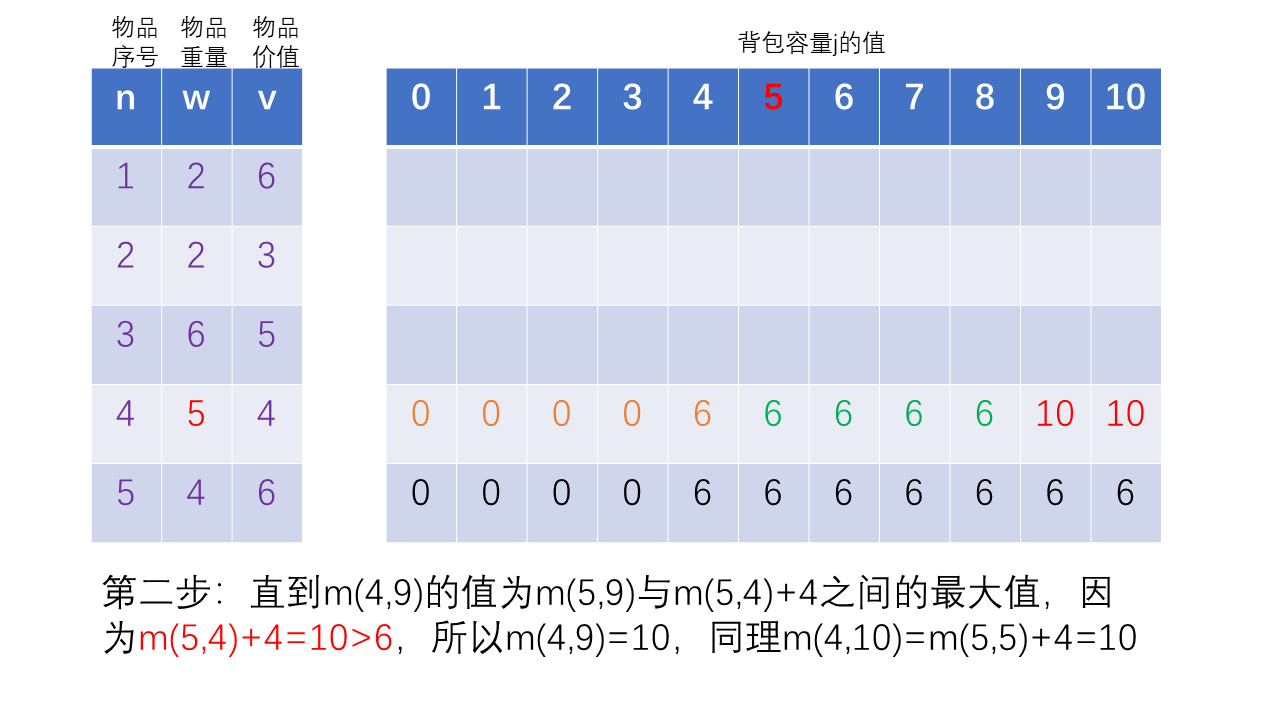 物品 物品 物品
序号 重量 价值
背包容量j的值
n w v 0 1 2 3 4 5 6 7 8 9 10
1 2 6
2 2 3
3 6 5
4 5 4 0 0 0 0 6 6 6 6 6 10 10
5 4 6 0 0 0 0 6 6 6 6 6 6 6
第二步：直到m(4,9)的值为m(5,9)与m(5,4)+4之间的最大值，因
为m(5,4)+4=10>6，所以m(4,9)=10，同理m(4,10)=m(5,5)+4=10